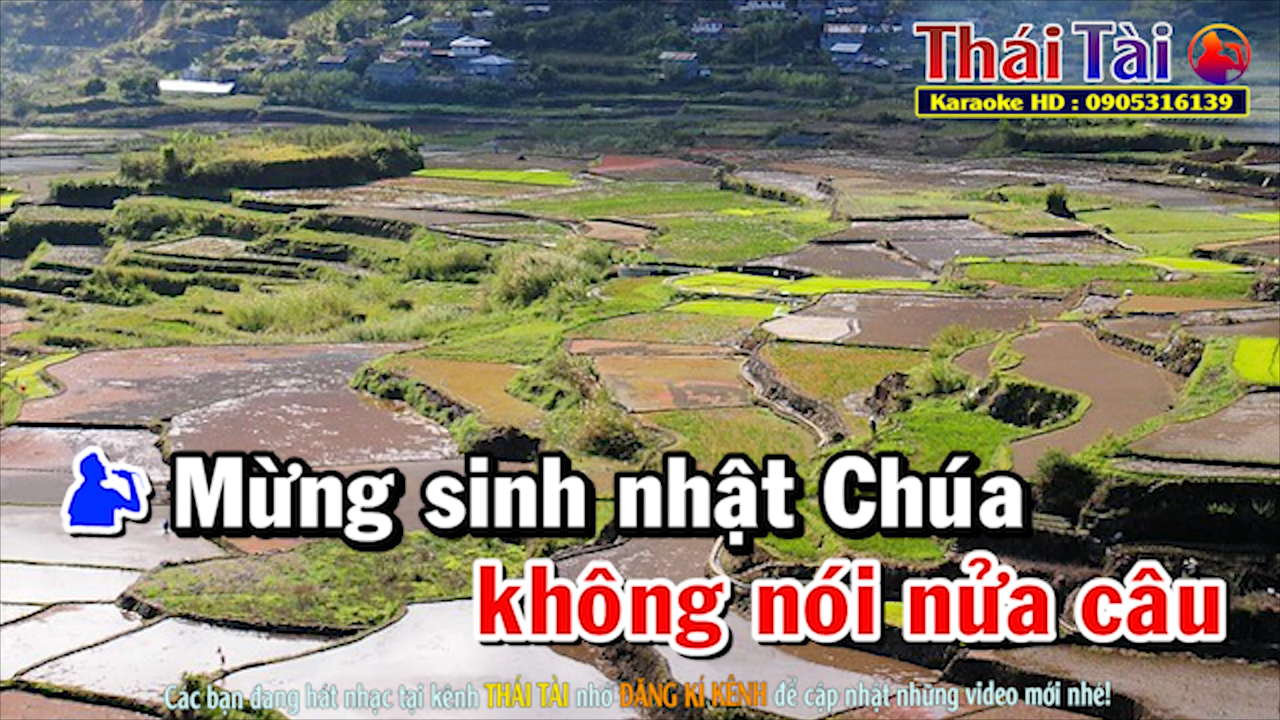 Thái Tài
Karaoke HD : 0905316139
Mừng sinh nhật Chúa
không nói nửa câu
Các bạn đang hát nhạc tại kênh THÁI TÀI nhớ ĐĂNG KÍ KÊNH để cập nhật những video mới nhé!